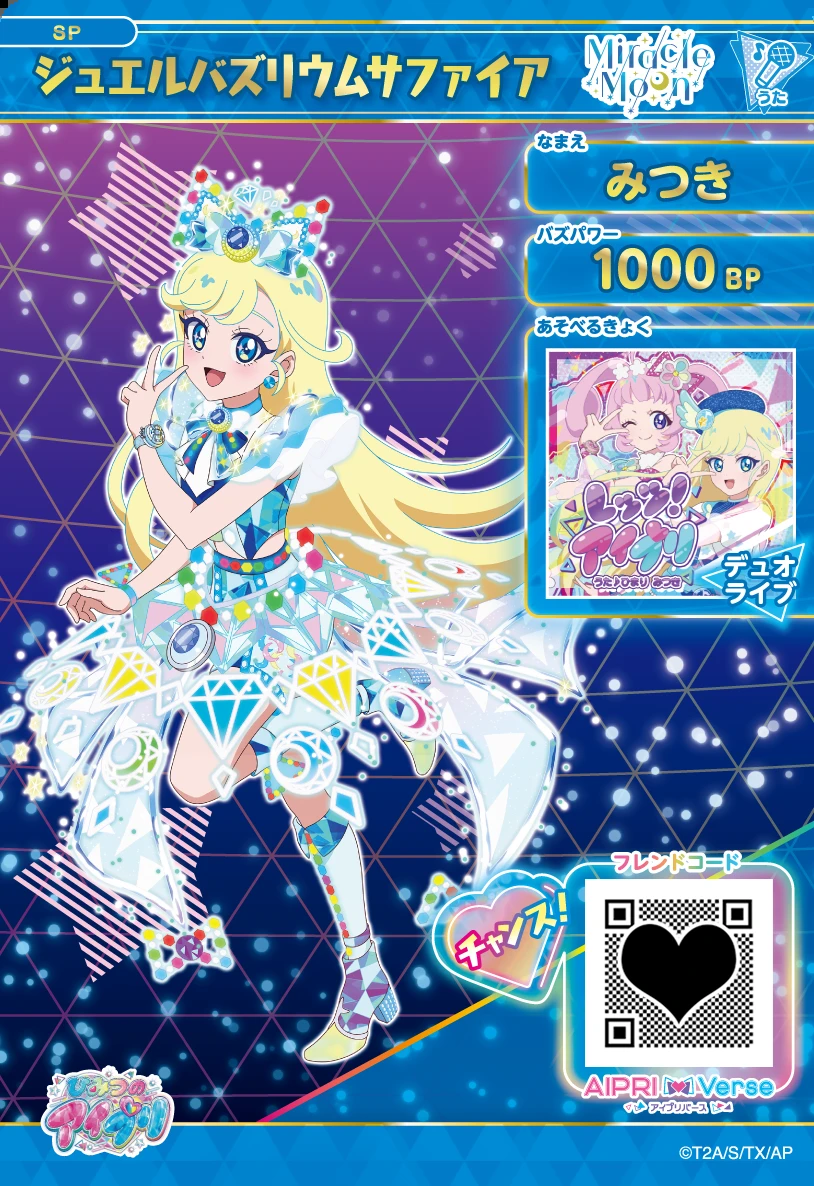 SP
ジュエルバズリウムサファイア
Miracle
Moon
うた
なまえ
みつき
バズパワー
1000 BP
あそべるきょく
レッツ!
アイプリ
うた♪ひまり みつき
デュオ
ライブ
フレンドコード
チャンス!
AIPRI Verse
アイプリバース
ひみつの
アイプリ
©T2A/S/TX/AP